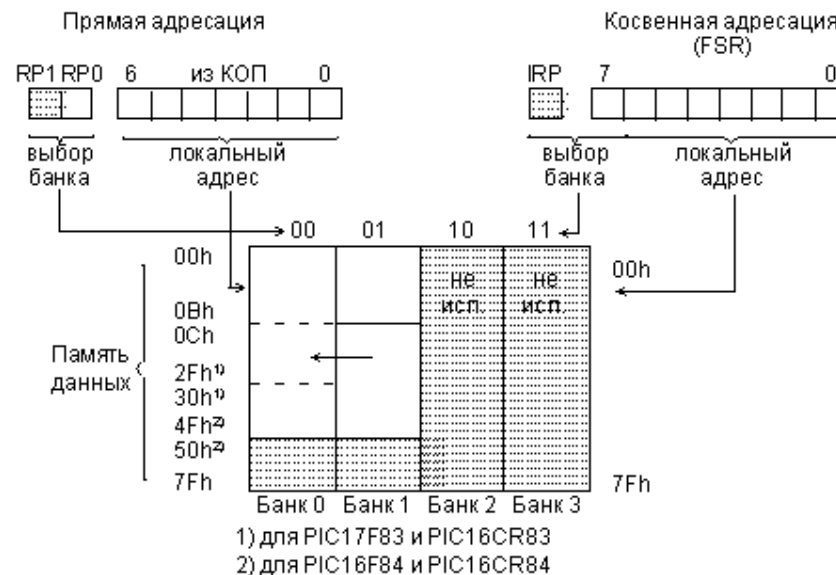 Прямая адресация
Косвенная адресация
(FSR)
RP1 RP0 6 из КОП 0
IRP 7 0
выбор банка
локальный адрес
выбор банка
локальный адрес
00 01 10 11
00h
0Bh
0Ch
2Fh¹⁾
30h¹⁾
4Fh²⁾
50h²⁾
7Fh
Память данных
не исп.
не исп.
00h
7Fh
Банк 0 Банк 1 Банк 2 Банк 3
1) для PIC17F83 и PIC16CR83
2) для PIC16F84 и PIC16CR84